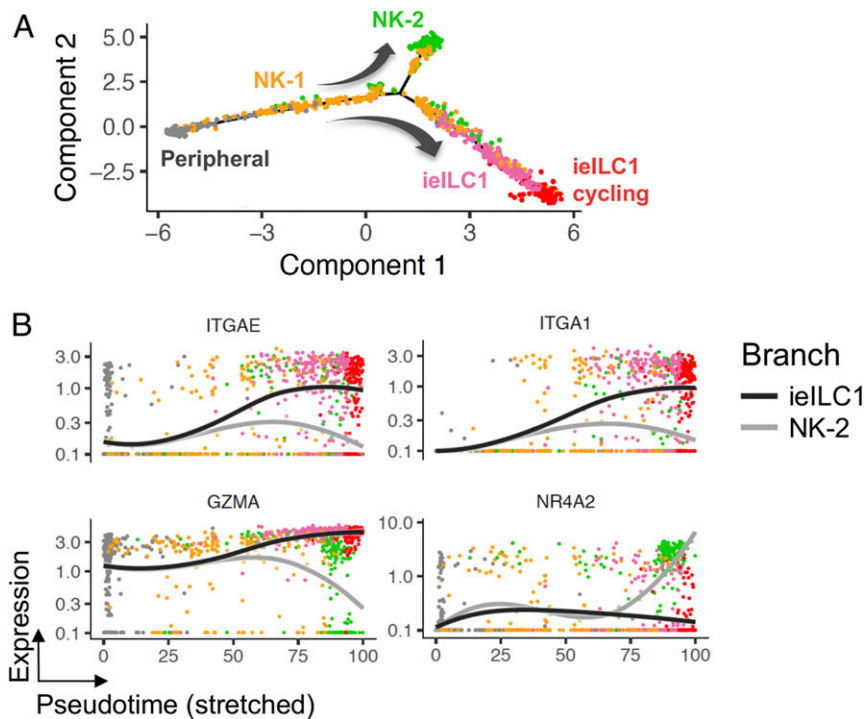 A
Component 2
5.0
2.5
0.0
−2.5
NK-2
NK-1
Peripheral
ieILC1
ieILC1
cycling
−6
−3
0
3
6
Component 1
B
ITGAE
3.0
1.0
0.3
0.1
ITGA1
3.0
1.0
0.3
0.1
Branch
ieILC1
NK-2
GZMA
3.0
1.0
0.3
0.1
0
25
50
75
100
NR4A2
10.0
1.0
0.1
0
25
50
75
100
Expression
Pseudotime (stretched)